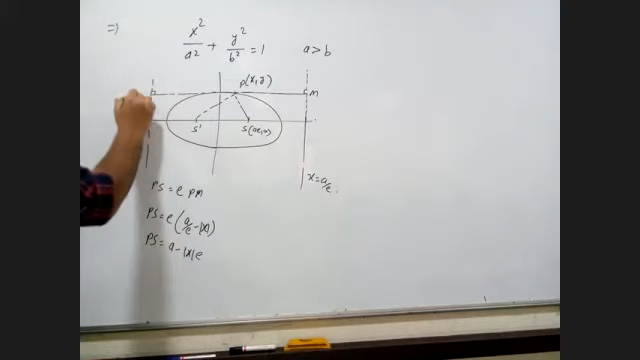 ⇒ x²/a² + y²/b² = 1 a > b
P(x,y)
M
S' S(ae,0)
x = a/e.
PS = e PM
PS = e(a/e - |x|)
PS = a - |x|e